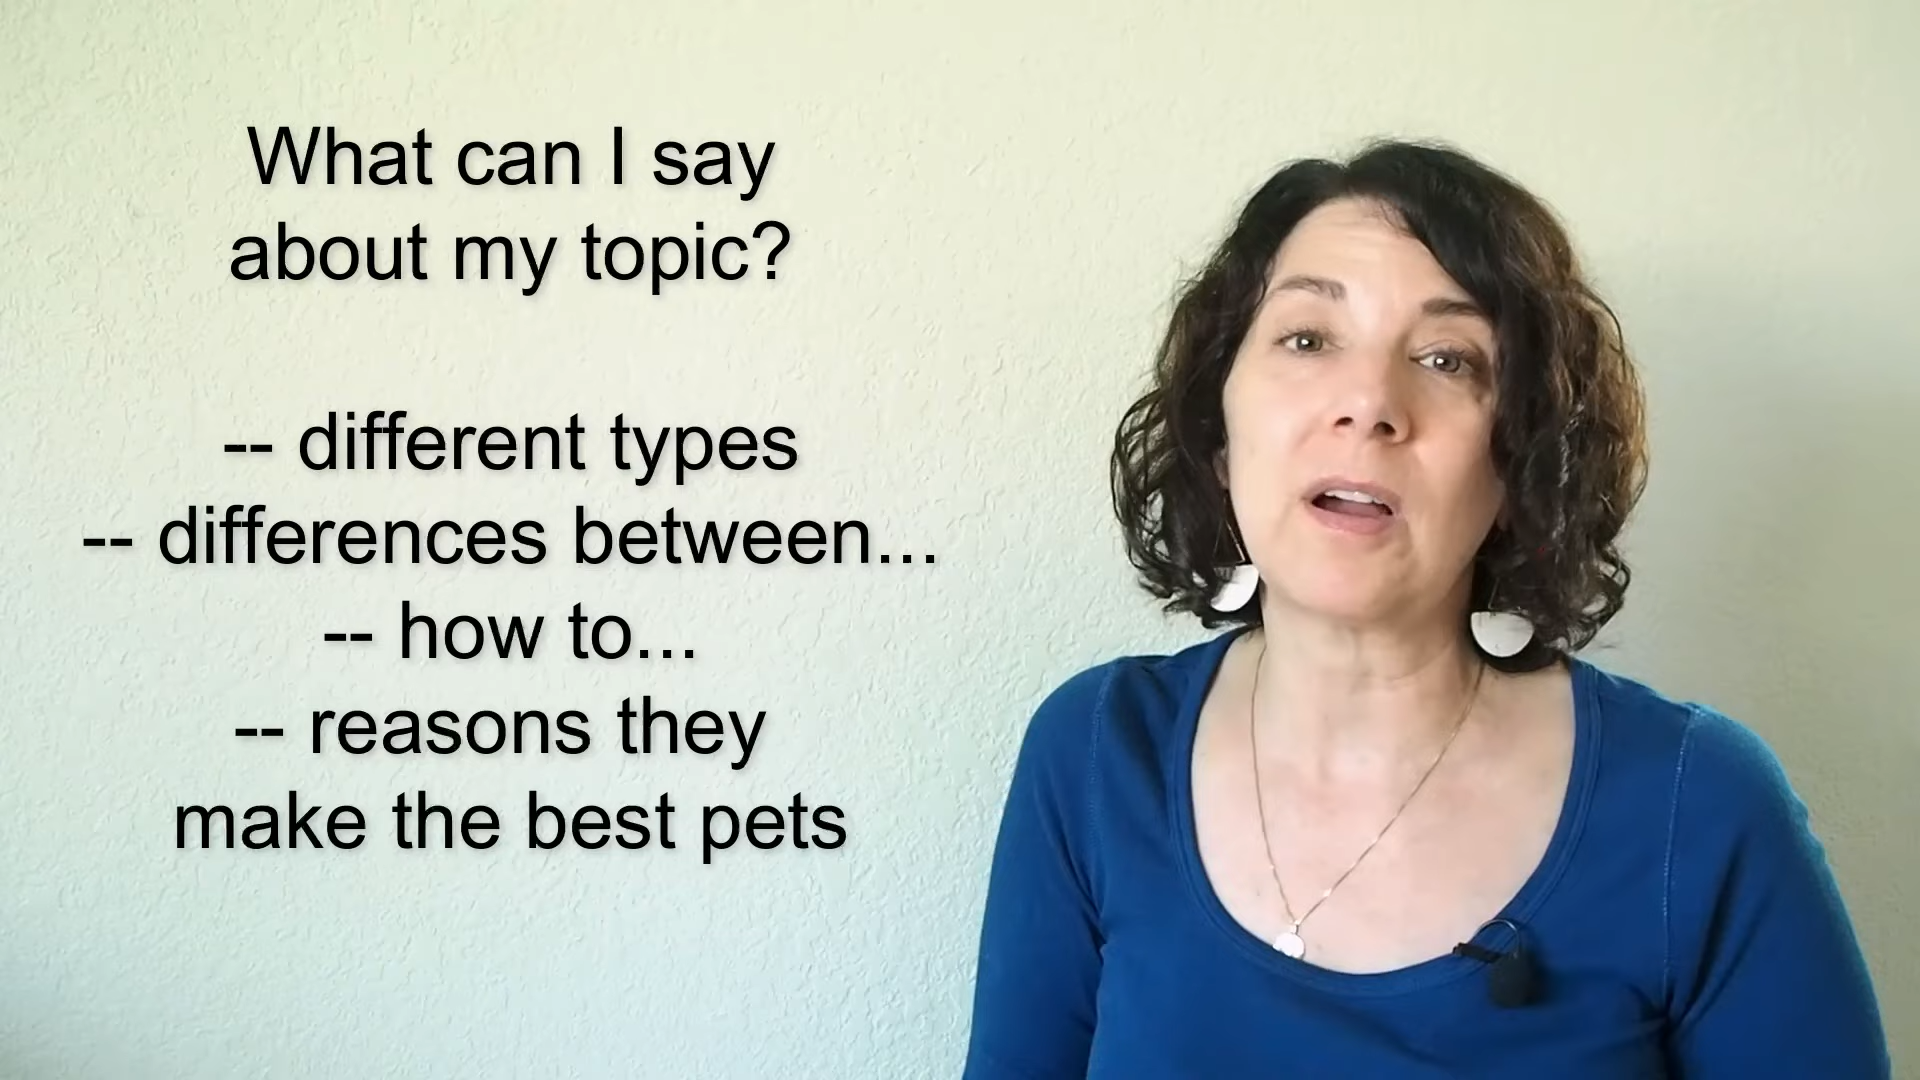 What can I say
about my topic?
-- different types
-- differences between...
-- how to...
-- reasons they
make the best pets